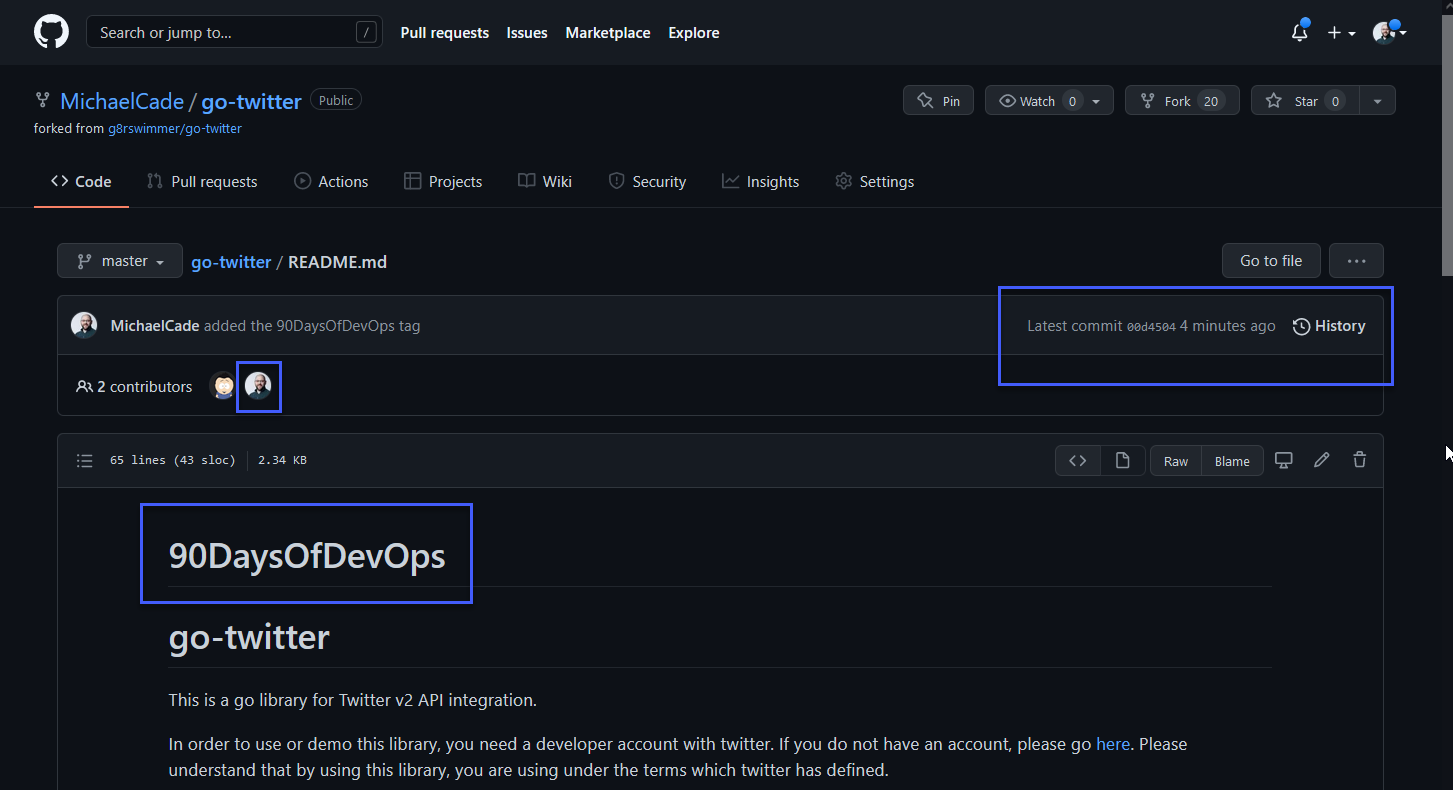 Search or jump to... / Pull requests Issues Marketplace Explore
MichaelCade / go-twitter Public Pin Watch 0 Fork 20 Star 0
forked from g8rswimmer/go-twitter
Code Pull requests Actions Projects Wiki Security Insights Settings
master go-twitter / README.md Go to file ...
MichaelCade added the 90DaysOfDevOps tag Latest commit 00d4504 4 minutes ago History
2 contributors
65 lines (43 sloc) 2.34 KB <> Raw Blame
90DaysOfDevOps
go-twitter
This is a go library for Twitter v2 API integration.
In order to use or demo this library, you need a developer account with twitter. If you do not have an account, please go here. Please
understand that by using this library, you are using under the terms which twitter has defined.